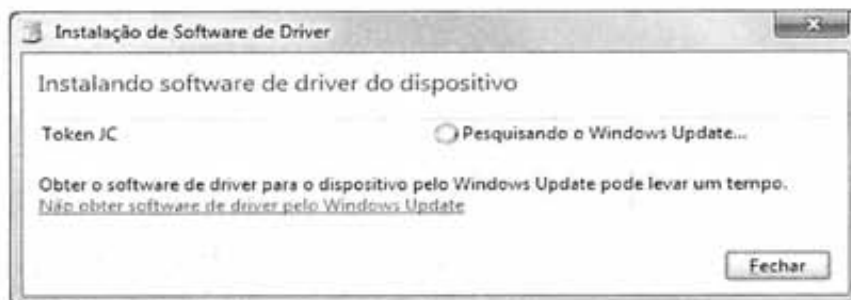 Instalação de Software de Driver
Instalando software de driver do dispositivo
Token JC
Pesquisando o Windows Update...
Obter o software de driver para o dispositivo pelo Windows Update pode levar um tempo.
Não obter software de driver pelo Windows Update
Fechar